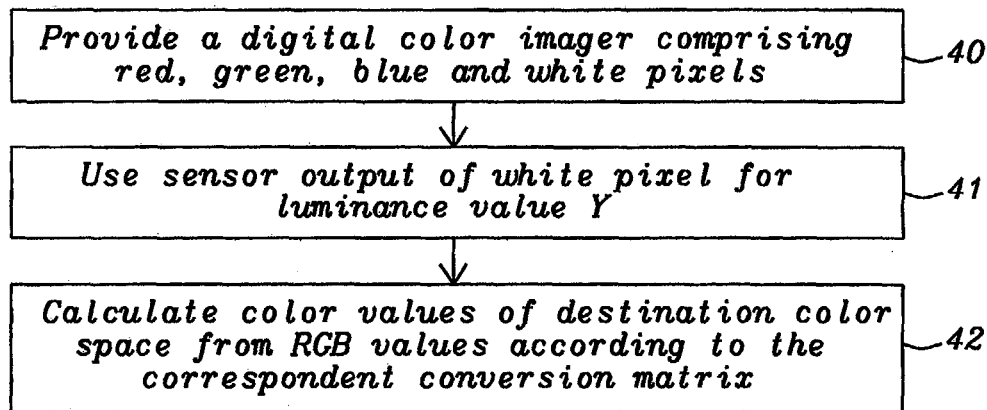 Provide a digital color imager comprising
red, green, blue and white pixels
40
Use sensor output of white pixel for
luminance value Y
41
Calculate color values of destination color
space from RGB values according to the
correspondent conversion matrix
42